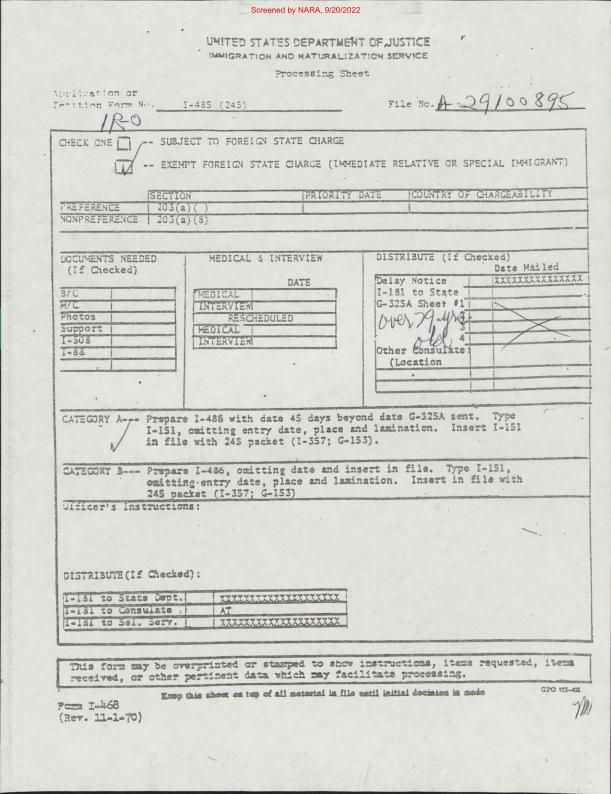 Screened by NARA, 9/20/2022
UNITED STATES DEPARTMENT OF JUSTICE
IMMIGRATION AND NATURALIZATION SERVICE
Processing Sheet
Application or
Petition Form No. I-485 (245) File No. A-29100895
IR-0
CHECK ONE -- SUBJECT TO FOREIGN STATE CHARGE
-- EXEMPT FOREIGN STATE CHARGE (IMMEDIATE RELATIVE OR SPECIAL IMMIGRANT)
SECTION PRIORITY DATE COUNTRY OF CHARGEABILITY
PREFERENCE 203(a)( )
NONPREFERENCE 203(a)(8)
DOCUMENTS NEEDED
(If Checked)
B/C
M/C
Photos
Support
I-508
I-88
MEDICAL & INTERVIEW
DATE
MEDICAL
INTERVIEW
RESCHEDULED
MEDICAL
INTERVIEW
DISTRIBUTE (If Checked)
Date Mailed
Delay Notice XXXXXXXXXXXXXXX
I-181 to State
G-325A Sheet #1
over 29 yrs
3
old 4
Other Consulate:
(Location
CATEGORY A--- Prepare I-486 with date 45 days beyond date G-325A sent. Type
I-151, omitting entry date, place and lamination. Insert I-151
in file with 245 packet (I-357; G-153).
CATEGORY B--- Prepare I-486, omitting date and insert in file. Type I-151,
omitting entry date, place and lamination. Insert in file with
245 packet (I-357; G-153)
Officer's Instructions:
DISTRIBUTE(If Checked):
I-181 to State Dept. XXXXXXXXXXXXXXXXXXXX
I-181 to Consulate : AT
I-181 to Sel. Serv. XXXXXXXXXXXXXXXXXXXX
This form may be overprinted or stamped to show instructions, items requested, items
received, or other pertinent data which may facilitate processing.
Keep this sheet on top of all material in file until initial decision is made
Form I-468
(Rev. 11-1-70)